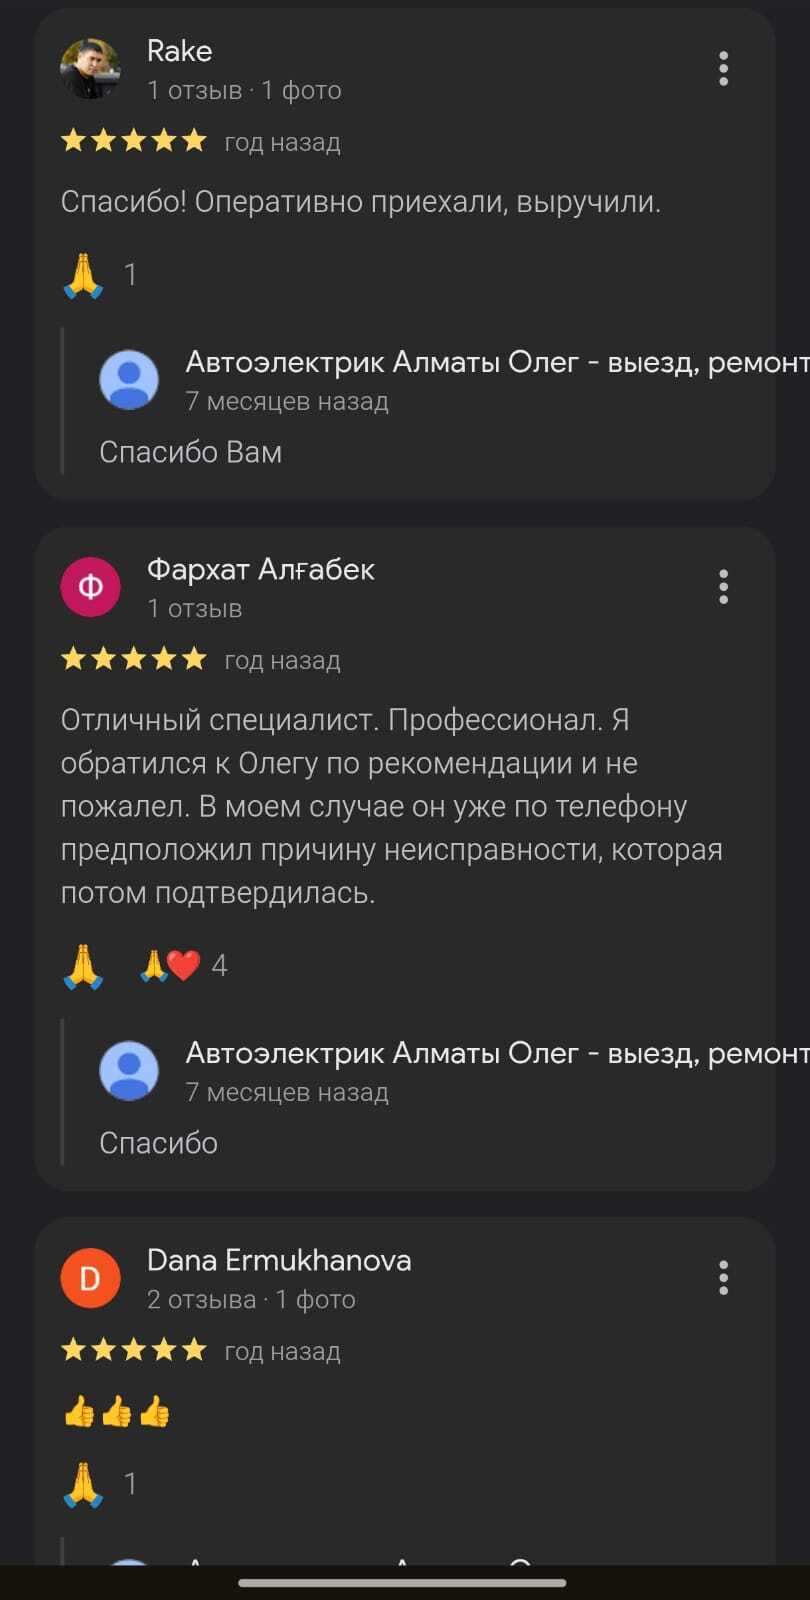 Rake
1 отзыв · 1 фото
год назад
Спасибо! Оперативно приехали, выручили.
🙏 1
Автоэлектрик Алматы Олег - выезд, ремонт
7 месяцев назад
Спасибо Вам
Ф
Фархат Алғабек
1 отзыв
год назад
Отличный специалист. Профессионал. Я
обратился к Олегу по рекомендации и не
пожалел. В моем случае он уже по телефону
предположил причину неисправности, которая
потом подтвердилась.
🙏 🙏❤️ 4
Автоэлектрик Алматы Олег - выезд, ремонт
7 месяцев назад
Спасибо
D
Dana Ermukhanova
2 отзыва · 1 фото
год назад
👍👍👍
🙏 1